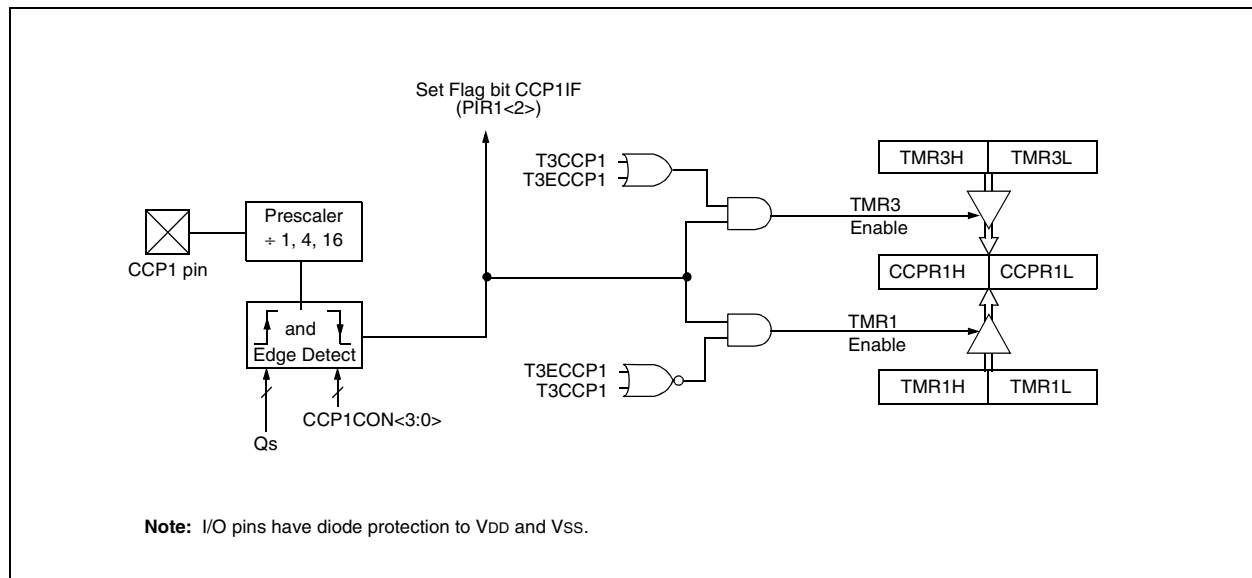 Set Flag bit CCP1IF
(PIR1<2>)
T3CCP1
T3ECCP1
TMR3H TMR3L
Prescaler
÷ 1, 4, 16
CCP1 pin
TMR3
Enable
CCPR1H CCPR1L
and
Edge Detect
TMR1
Enable
T3ECCP1
T3CCP1
TMR1H TMR1L
CCP1CON<3:0>
Qs
Note: I/O pins have diode protection to VDD and VSS.